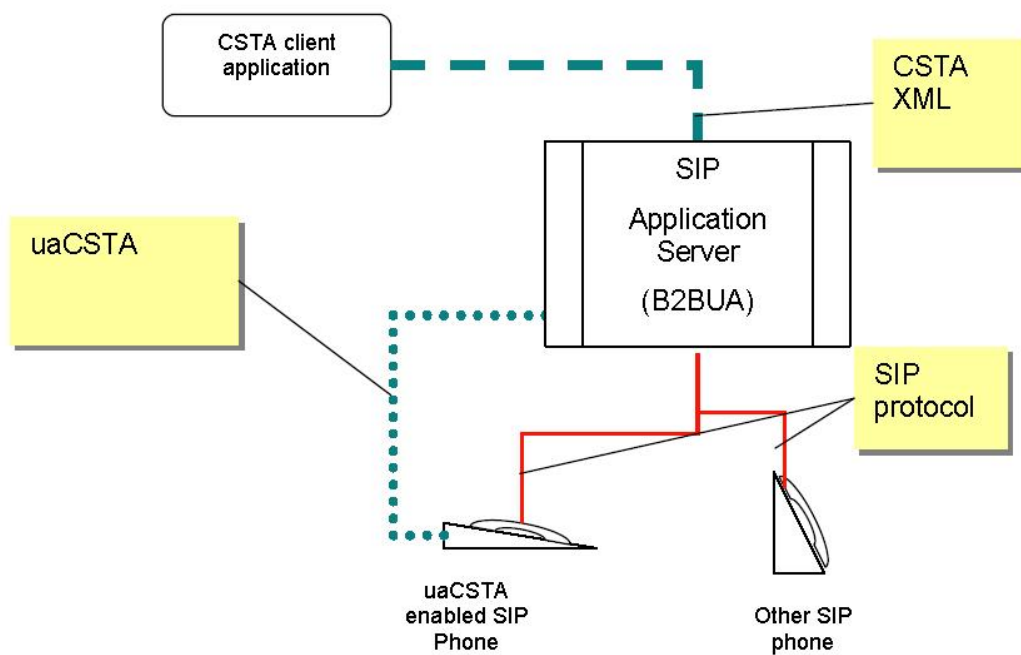 CSTA client
application
CSTA
XML
SIP
Application
Server
(B2BUA)
uaCSTA
SIP
protocol
uaCSTA
enabled SIP
Phone
Other SIP
phone